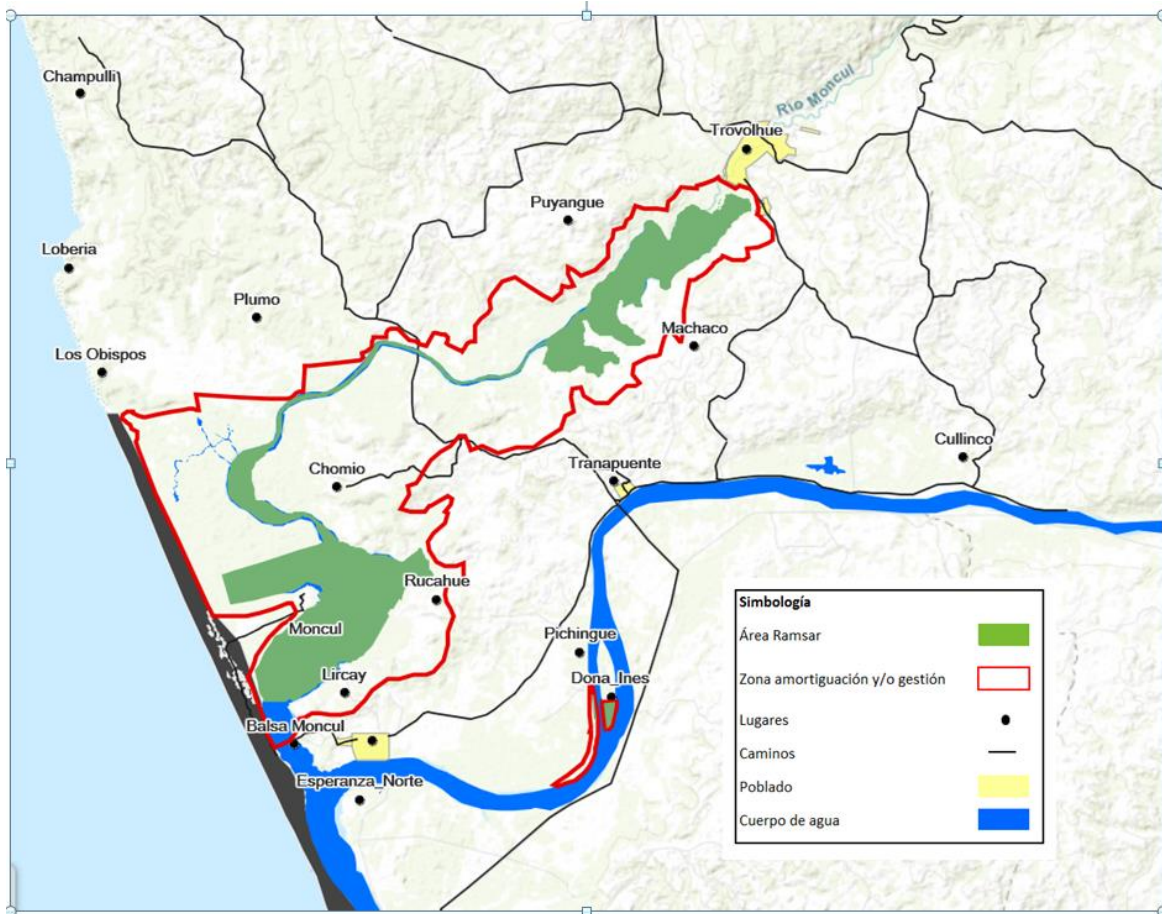 Champulli
Río Moncul
Trovolhue
Puyangue
Loberia
Plumo
Machaco
Los Obispos
Cullinco
Chomio
Tranapuente
Rucahue
Moncul
Pichingue
Lircay
Dona_Ines
Balsa Moncul
Esperanza_Norte
Simbología
Área Ramsar
Zona amortiguación y/o gestión
Lugares
Caminos
Poblado
Cuerpo de agua